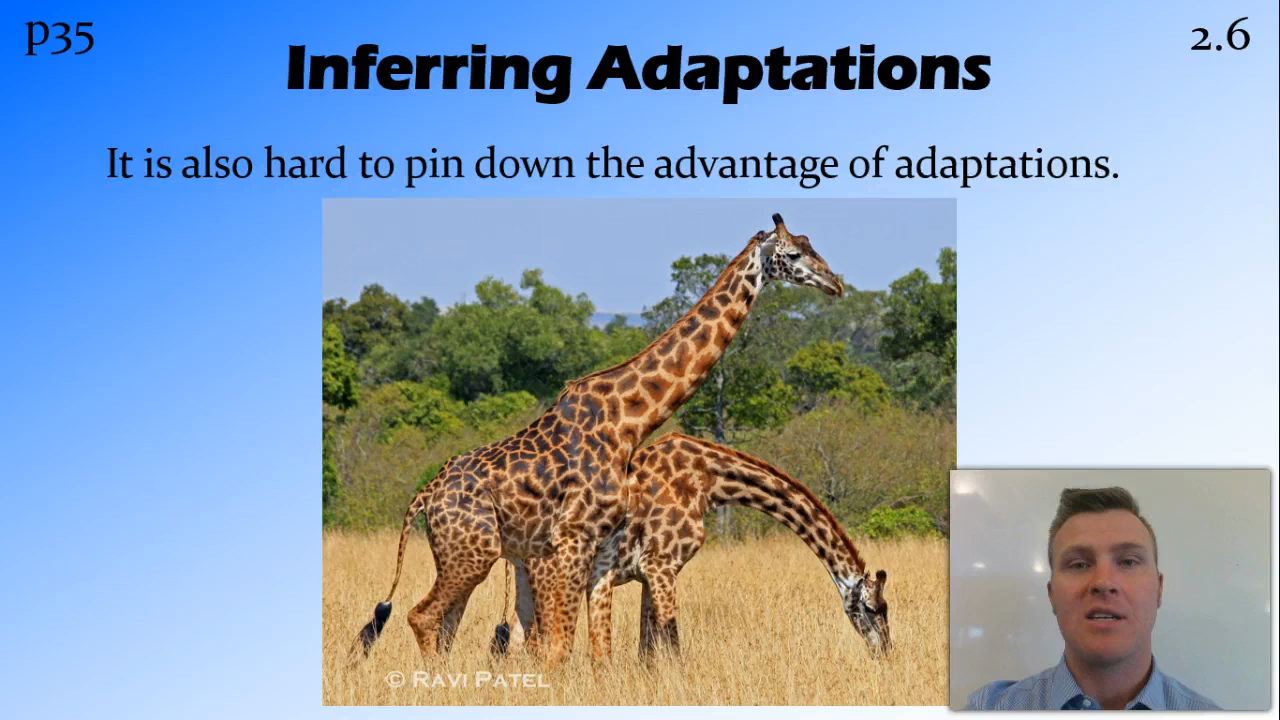 p35
2.6
Inferring Adaptations
It is also hard to pin down the advantage of adaptations.
© Ravi Patel